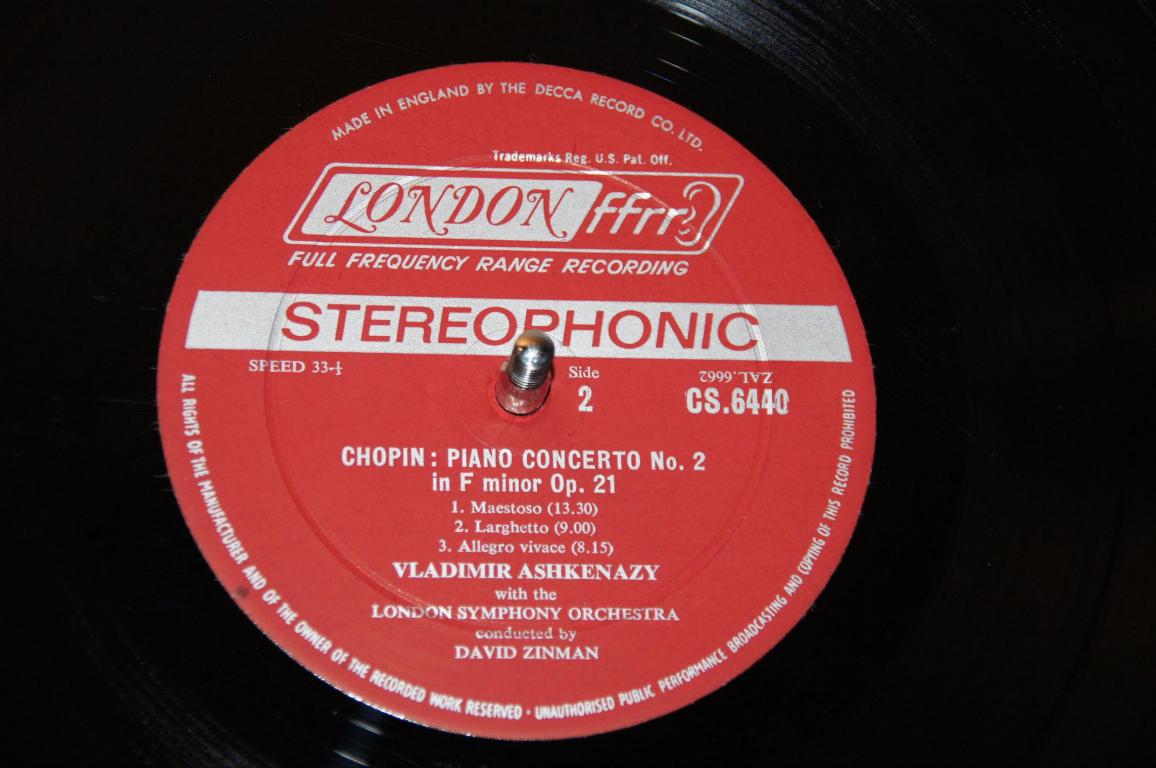 MADE IN ENGLAND BY THE DECCA RECORD CO. LTD.
Trademarks Reg. U.S. Pat. Off.
LONDON ffrr
FULL FREQUENCY RANGE RECORDING
STEREOPHONIC
SPEED 33-⅓
Side
2
ZAL.6662
CS.6440
CHOPIN : PIANO CONCERTO No. 2
in F minor Op. 21
1. Maestoso (13.30)
2. Larghetto (9.00)
3. Allegro vivace (8.15)
VLADIMIR ASHKENAZY
with the
LONDON SYMPHONY ORCHESTRA
conducted by
DAVID ZINMAN
ALL RIGHTS OF THE MANUFACTURER AND OF THE OWNER OF THE RECORDED WORK RESERVED · UNAUTHORISED PUBLIC PERFORMANCE BROADCASTING AND COPYING OF THIS RECORD PROHIBITED